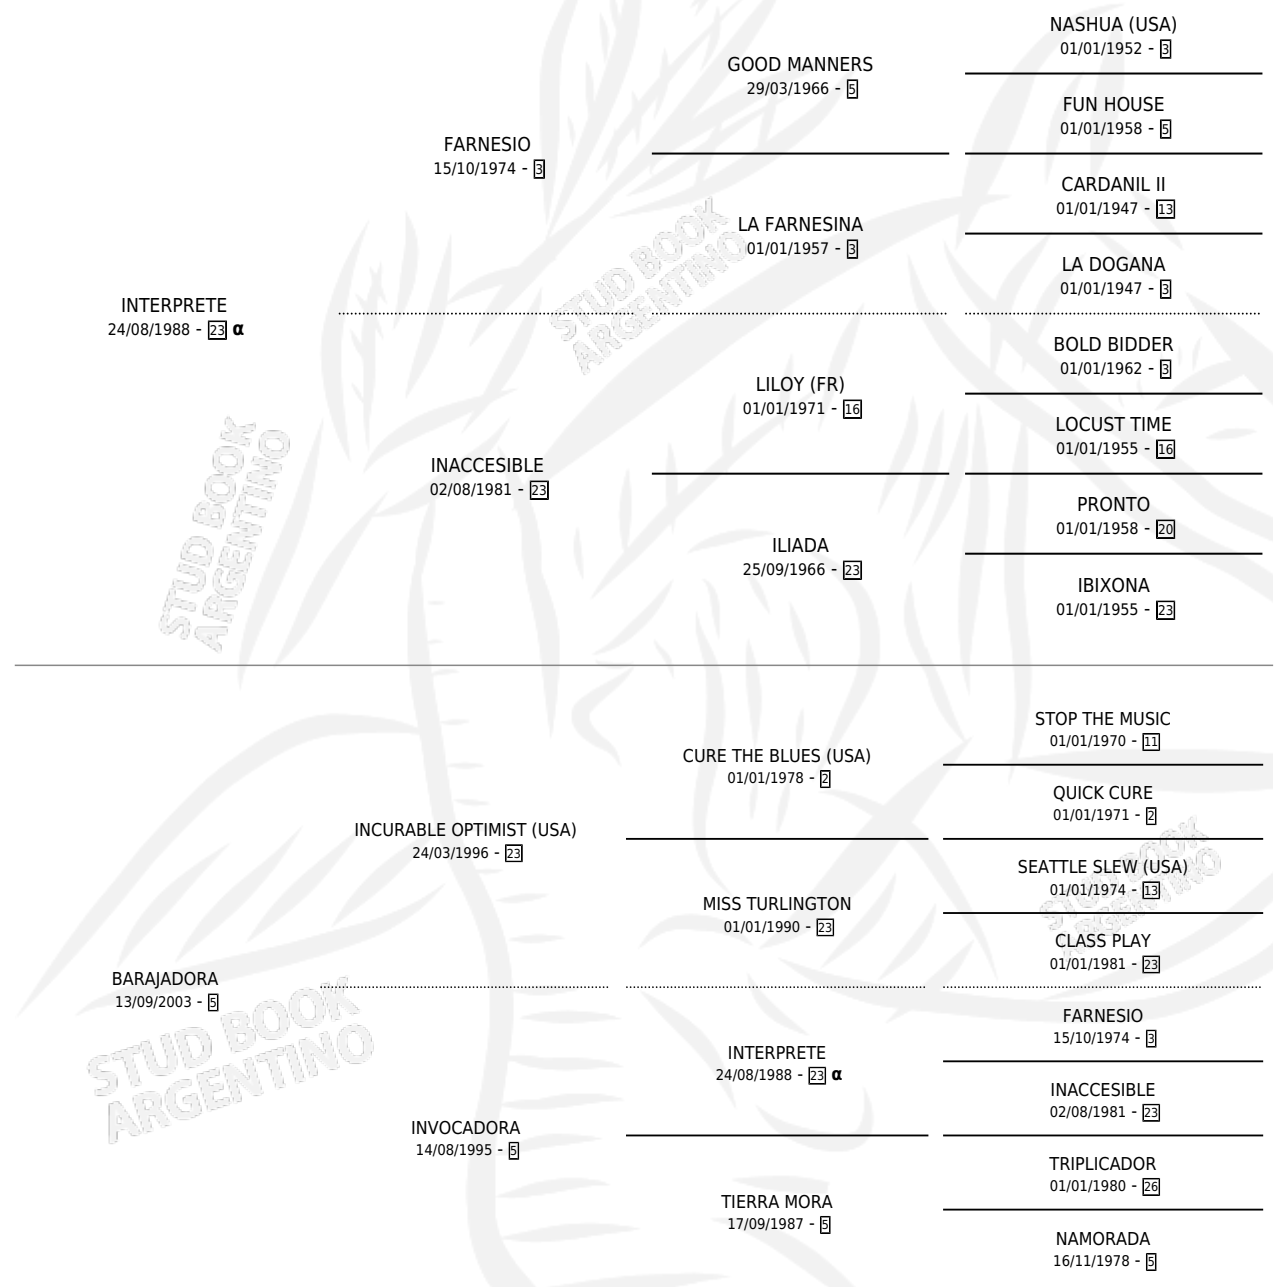 NASHUA (USA)
01/01/1952 - 3
GOOD MANNERS
29/03/1966 - 5
FUN HOUSE
01/01/1958 - 5
FARNESIO
15/10/1974 - 3
CARDANIL II
01/01/1947 - 13
LA FARNESINA
01/01/1957 - 3
LA DOGANA
01/01/1947 - 3
INTERPRETE
24/08/1988 - 23 α
BOLD BIDDER
01/01/1962 - 3
LILOY (FR)
01/01/1971 - 16
LOCUST TIME
01/01/1955 - 16
INACCESIBLE
02/08/1981 - 23
PRONTO
01/01/1958 - 20
ILIADA
25/09/1966 - 23
IBIXONA
01/01/1955 - 23
STUD BOOK
ARGENTINO
STUD BOOK
ARGENTINO
STOP THE MUSIC
01/01/1970 - 11
CURE THE BLUES (USA)
01/01/1978 - 2
QUICK CURE
01/01/1971 - 2
INCURABLE OPTIMIST (USA)
24/03/1996 - 23
SEATTLE SLEW (USA)
01/01/1974 - 13
MISS TURLINGTON
01/01/1990 - 23
CLASS PLAY
01/01/1981 - 23
BARAJADORA
13/09/2003 - 5
FARNESIO
15/10/1974 - 3
INTERPRETE
24/08/1988 - 23 α
INACCESIBLE
02/08/1981 - 23
INVOCADORA
14/08/1995 - 5
TRIPLICADOR
01/01/1980 - 26
TIERRA MORA
17/09/1987 - 5
NAMORADA
16/11/1978 - 5
STUD BOOK
ARGENTINO
STUD BOOK
ARGENTINO